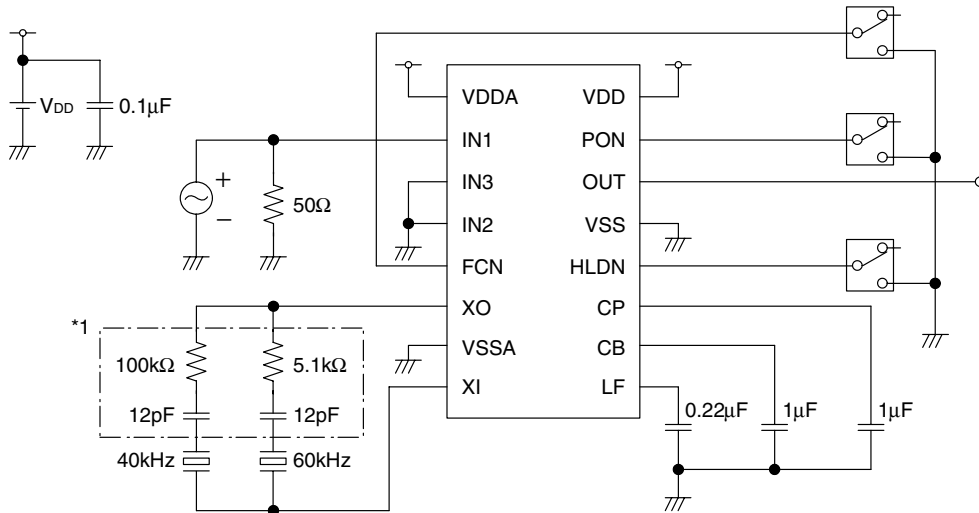 VDD
0.1µF
+
−
50Ω
VDDA
IN1
IN3
IN2
FCN
XO
VSSA
XI
VDD
PON
OUT
VSS
HLDN
CP
CB
LF
*1
100kΩ
5.1kΩ
12pF
12pF
40kHz
60kHz
0.22µF
1µF
1µF